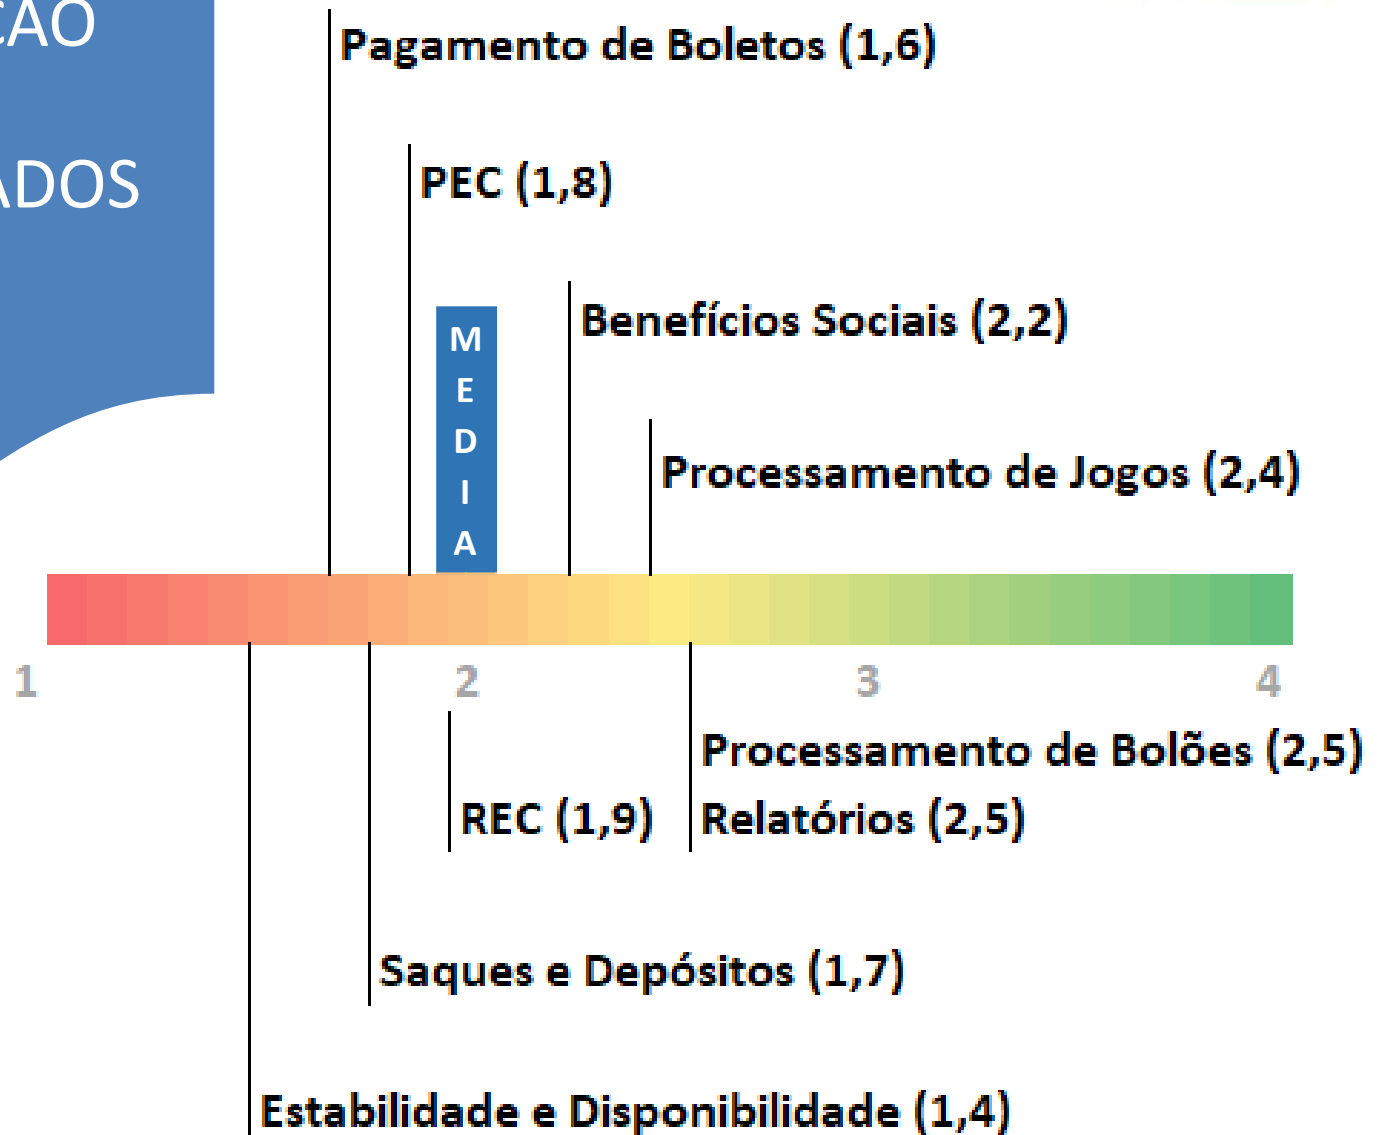 ÇÃO
ADOS
Pagamento de Boletos (1,6)
PEC (1,8)
Benefícios Sociais (2,2)
M
E
D
I
A
Processamento de Jogos (2,4)
1 2 3 4
Processamento de Bolões (2,5)
REC (1,9) Relatórios (2,5)
Saques e Depósitos (1,7)
Estabilidade e Disponibilidade (1,4)